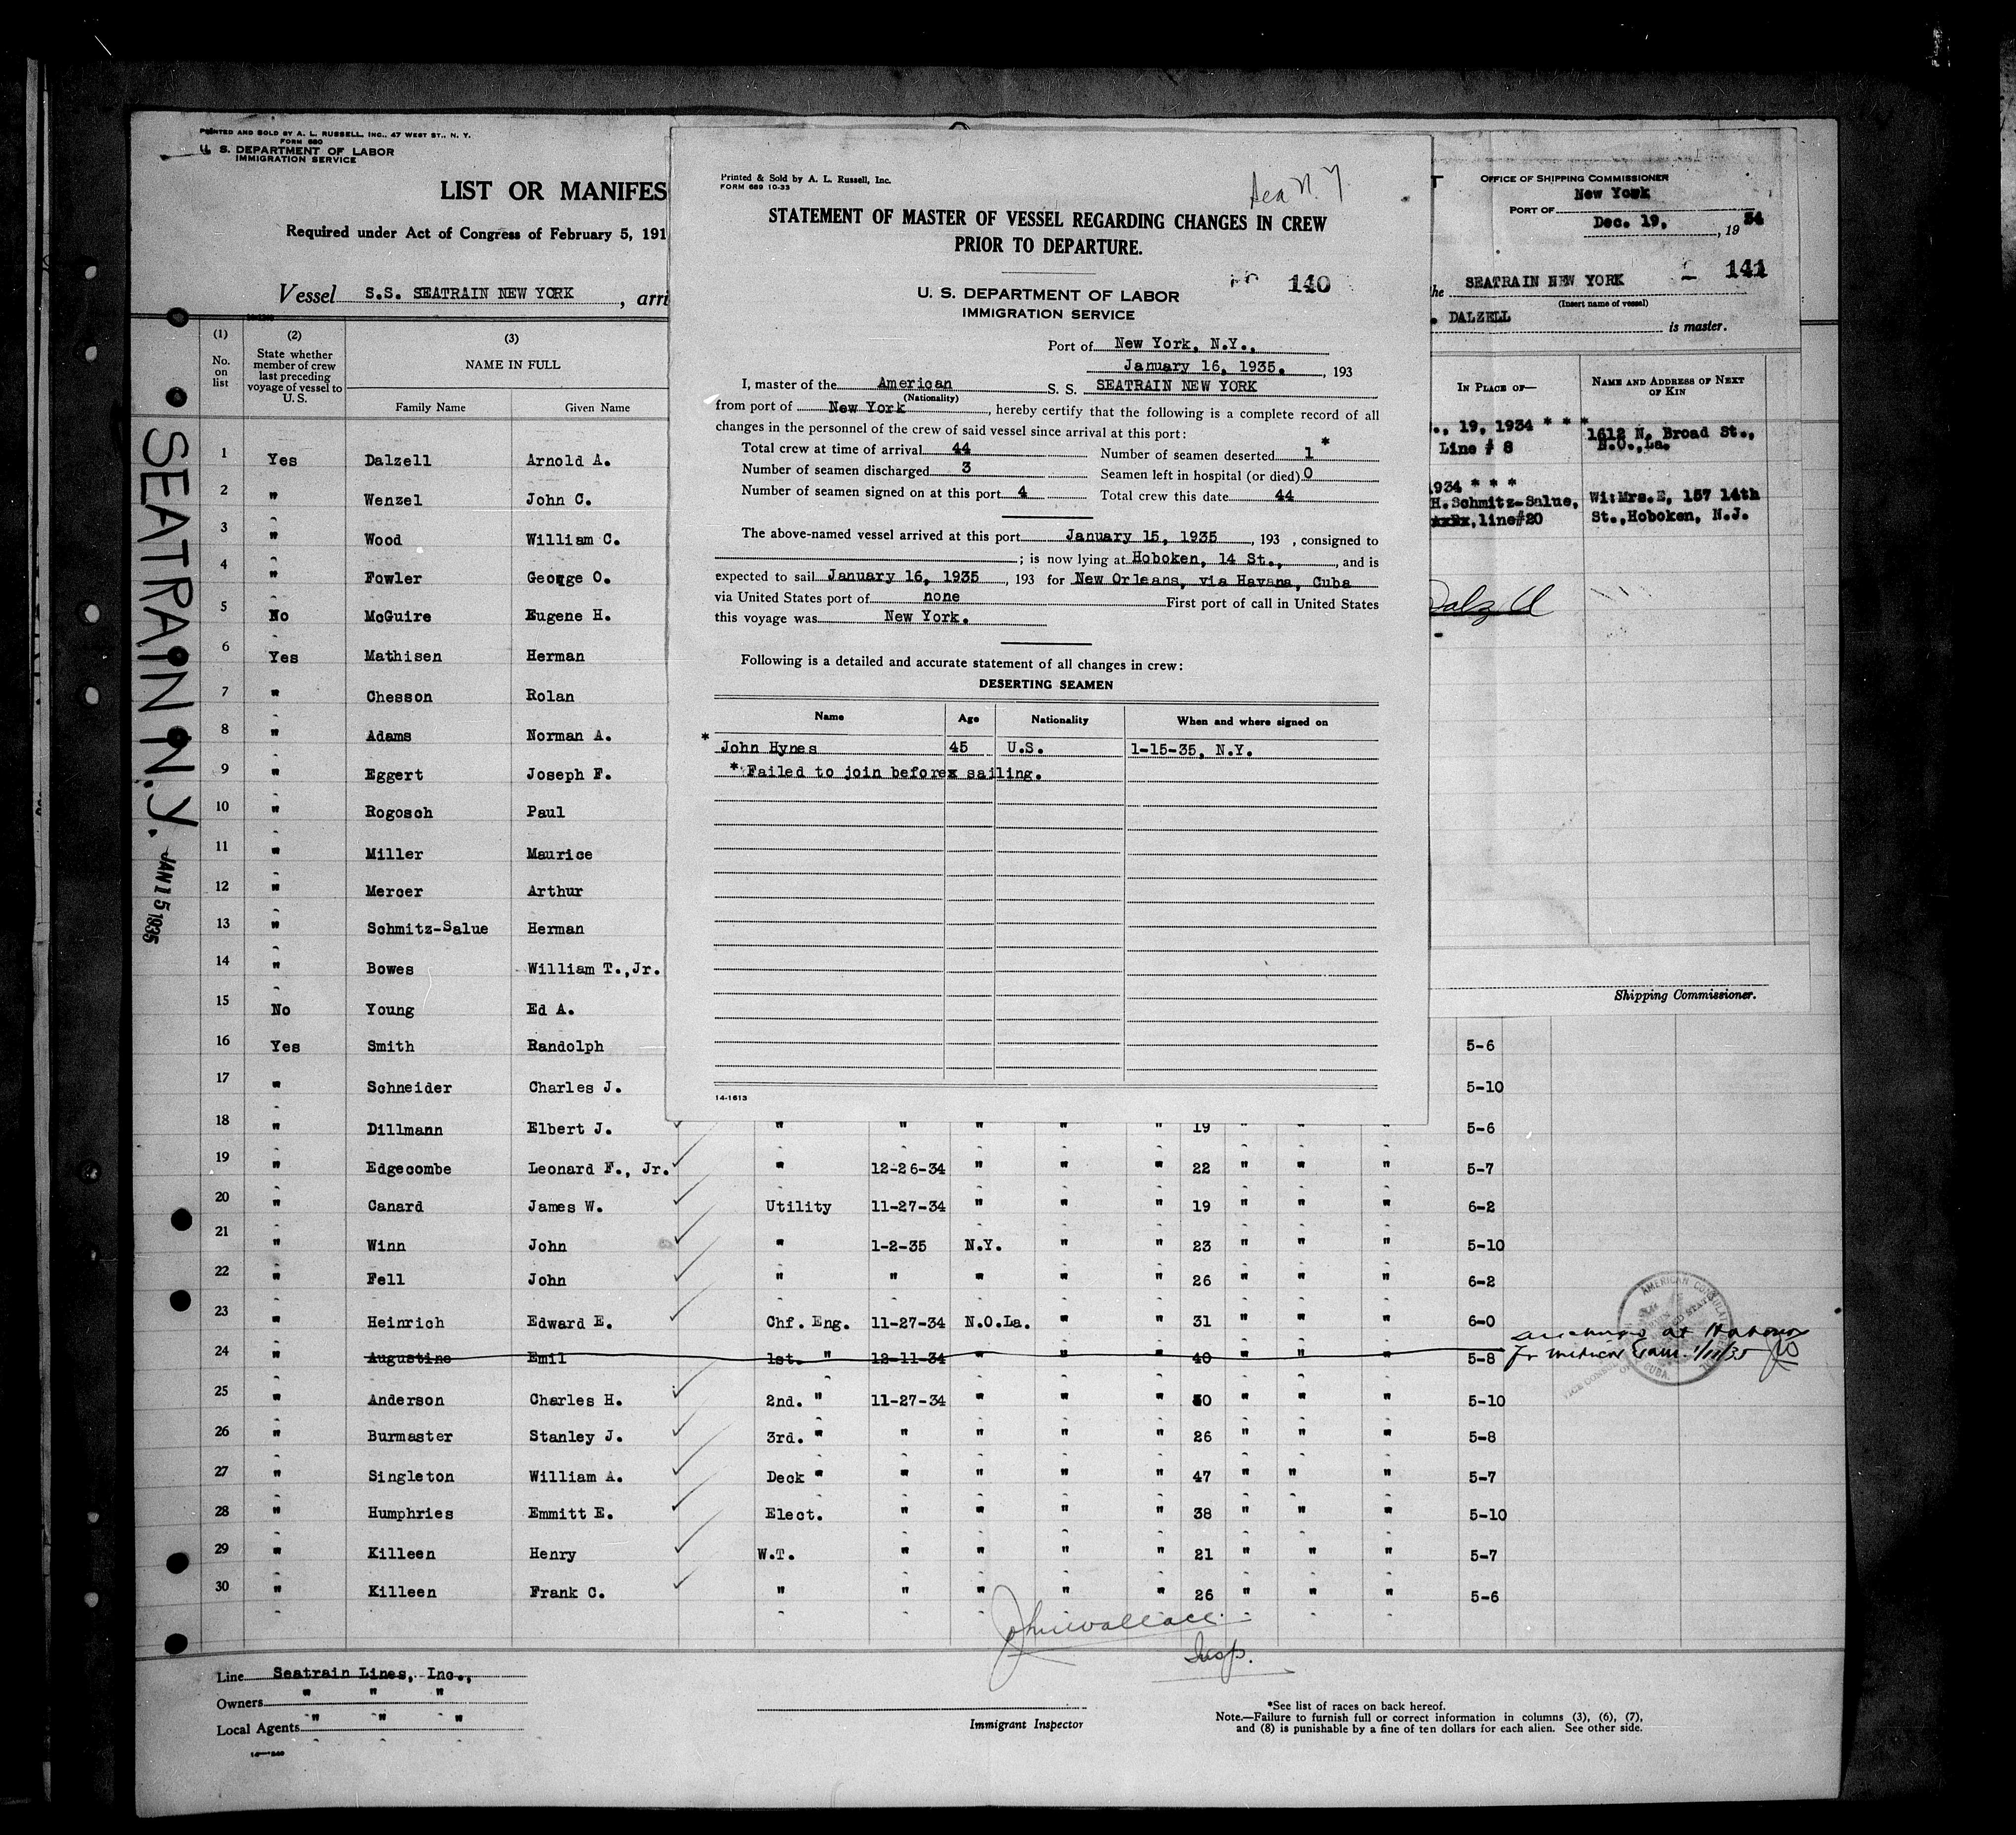 PRINTED AND SOLD BY A. L. RUSSELL, INC., 47 WEST ST., N. Y.
FORM 680
U. S. DEPARTMENT OF LABOR
IMMIGRATION SERVICE
LIST OR MANIFES
Required under Act of Congress of February 5, 191
Vessel S.S. SEATRAIN NEW YORK, arri
(1) (2) (3)
No. on list
State whether member of crew last preceding voyage of vessel to U. S.
NAME IN FULL
Family Name Given Name
1 Yes Dalzell Arnold A.
2 " Wenzel John C.
3 " Wood William C.
4 " Fowler George O.
5 No McGuire Eugene H.
6 Yes Mathisen Herman
7 " Chesson Rolan
8 " Adams Norman A.
9 " Eggert Joseph F.
10 " Rogosch Paul
11 " Miller Maurice
12 " Mercer Arthur
13 " Schmitz-Salue Herman
14 " Bowes William T.,Jr.
15 No Young Ed A.
16 Yes Smith Randolph 5-6
17 " Schneider Charles J. 5-10
18 " Dillmann Elbert J. " " " " " 19 " " " 5-6
19 " Edgecombe Leonard F., Jr. " 12-26-34 " " " 22 " " " 5-7
20 " Canard James W. Utility 11-27-34 " " " 19 " " " 6-2
21 " Winn John " 1-2-35 N.Y. " " 23 " " " 5-10
22 " Fell John " " " " " 26 " " " 6-2
23 " Heinrich Edward E. Chf. Eng. 11-27-34 N.O.La. " " 31 " " " 6-0
24 " Augustine Emil 1st. " 12-11-34 " " " 40 " " " 5-8
at Habana
for medical Exam. 1/11/35
AMERICAN CONSULA
CUBA.
VICE CONSU
25 " Anderson Charles H. 2nd. " 11-27-34 " " " 50 " " " 5-10
26 " Burmaster Stanley J. 3rd. " " " " " 26 " " " 5-8
27 " Singleton William A. Deck " " " " " 47 " " " 5-7
28 " Humphries Emmitt E. Elect. " " " " 38 " " " 5-10
29 " Killeen Henry W.T. " " " " 21 " " " 5-7
30 " Killeen Frank C. " " " " " 26 " " " 5-6
John Wallace
Insp.
Line Seatrain Lines, Inc.,
Owners " " "
Local Agents " " "
Immigrant Inspector
*See list of races on back hereof.
Note.—Failure to furnish full or correct information in columns (3), (6), (7),
and (8) is punishable by a fine of ten dollars for each alien. See other side.
SEATRAIN N.Y.
JAN 15 1935
Printed & Sold by A. L. Russell, Inc.
FORM 689 10-33
Sea N.Y.
STATEMENT OF MASTER OF VESSEL REGARDING CHANGES IN CREW
PRIOR TO DEPARTURE.
140
U. S. DEPARTMENT OF LABOR
IMMIGRATION SERVICE
Port of New York, N.Y.,
January 16, 1935. , 193
I, master of the American S. S. SEATRAIN NEW YORK
(Nationality)
from port of New York, hereby certify that the following is a complete record of all
changes in the personnel of the crew of said vessel since arrival at this port:
Total crew at time of arrival 44 Number of seamen deserted 1 *
Number of seamen discharged 3 Seamen left in hospital (or died) 0
Number of seamen signed on at this port 4 Total crew this date 44
The above-named vessel arrived at this port January 15, 1935, 193 , consigned to
; is now lying at Hoboken, 14 St., , and is
expected to sail January 16, 1935, 193 for New Orleans, via Havana, Cuba
via United States port of none First port of call in United States
this voyage was New York.
Following is a detailed and accurate statement of all changes in crew:
DESERTING SEAMEN
Name Age Nationality When and where signed on
* John Hynes 45 U.S. 1-15-35, N.Y.
* Failed to join beforex sailing.
14-1613
T
OFFICE OF SHIPPING COMMISSIONER
PORT OF New York
Dec. 19, , 19 34
the SEATRAIN NEW YORK - 141
(Insert name of vessel)
. DALZELL is master.
IN PLACE OF— NAME AND ADDRESS OF NEXT OF KIN
., 19, 1934 * * *
Line # 8
1612 N. Broad St.,
N.O.,La.
1934 * * *
H.Schmitz-Salue,
line#20
Wi:Mrs.E, 157 14th
St.,Hoboken, N.J.
Dalzell
Shipping Commissioner.